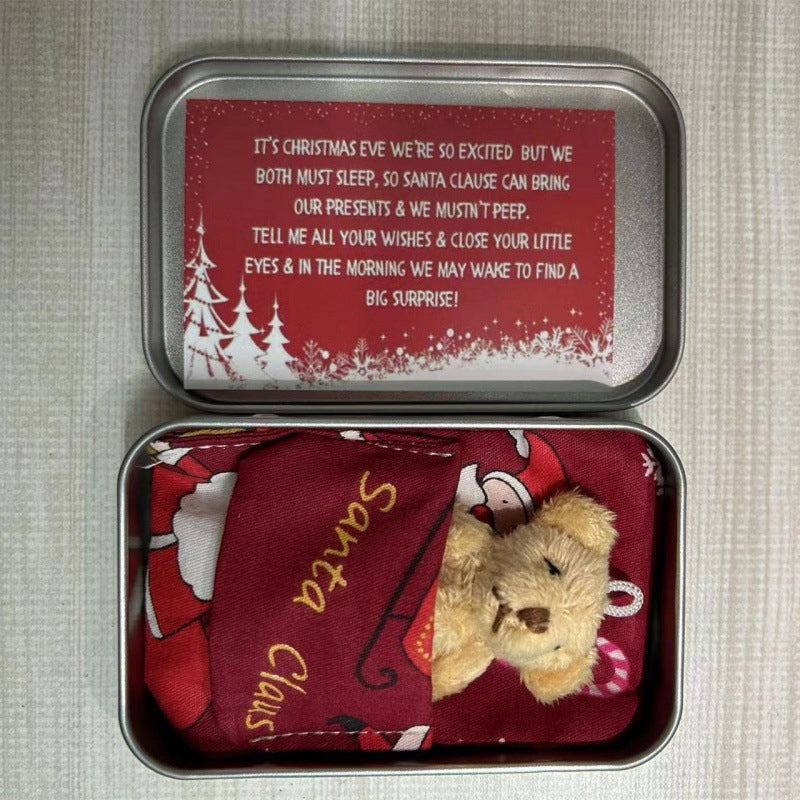 IT'S CHRISTMAS EVE WE'RE SO EXCITED BUT WE
BOTH MUST SLEEP, SO SANTA CLAUSE CAN BRING
OUR PRESENTS & WE MUSTN'T PEEP.
TELL ME ALL YOUR WISHES & CLOSE YOUR LITTLE
EYES & IN THE MORNING WE MAY WAKE TO FIND A
BIG SURPRISE!
Santa
Claus